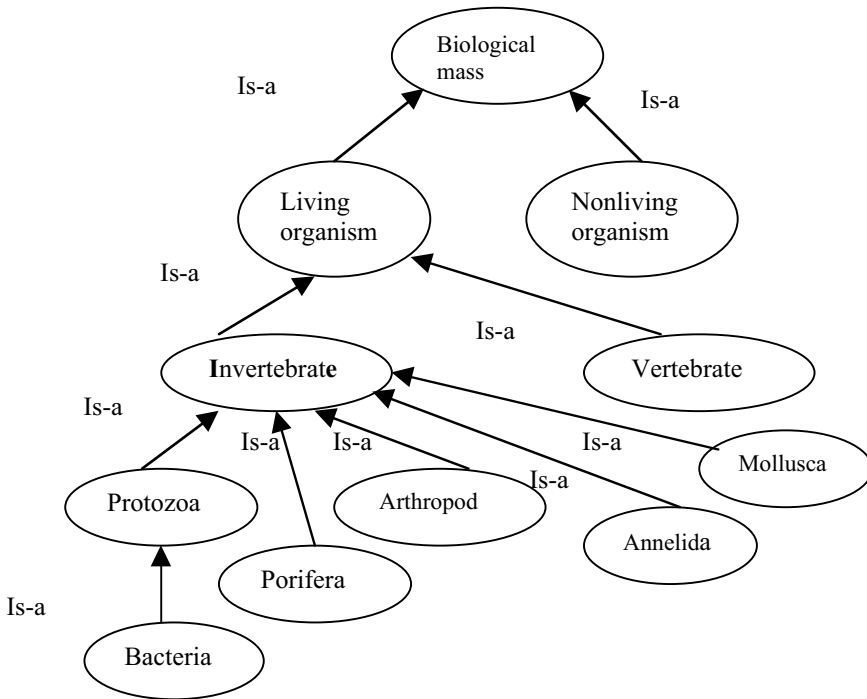 Biological
mass
Is-a
Is-a
Living
organism
Nonliving
organism
Is-a
Is-a
Invertebrate
Vertebrate
Is-a
Is-a
Is-a
Is-a
Is-a
Mollusca
Protozoa
Arthropod
Annelida
Porifera
Is-a
Bacteria